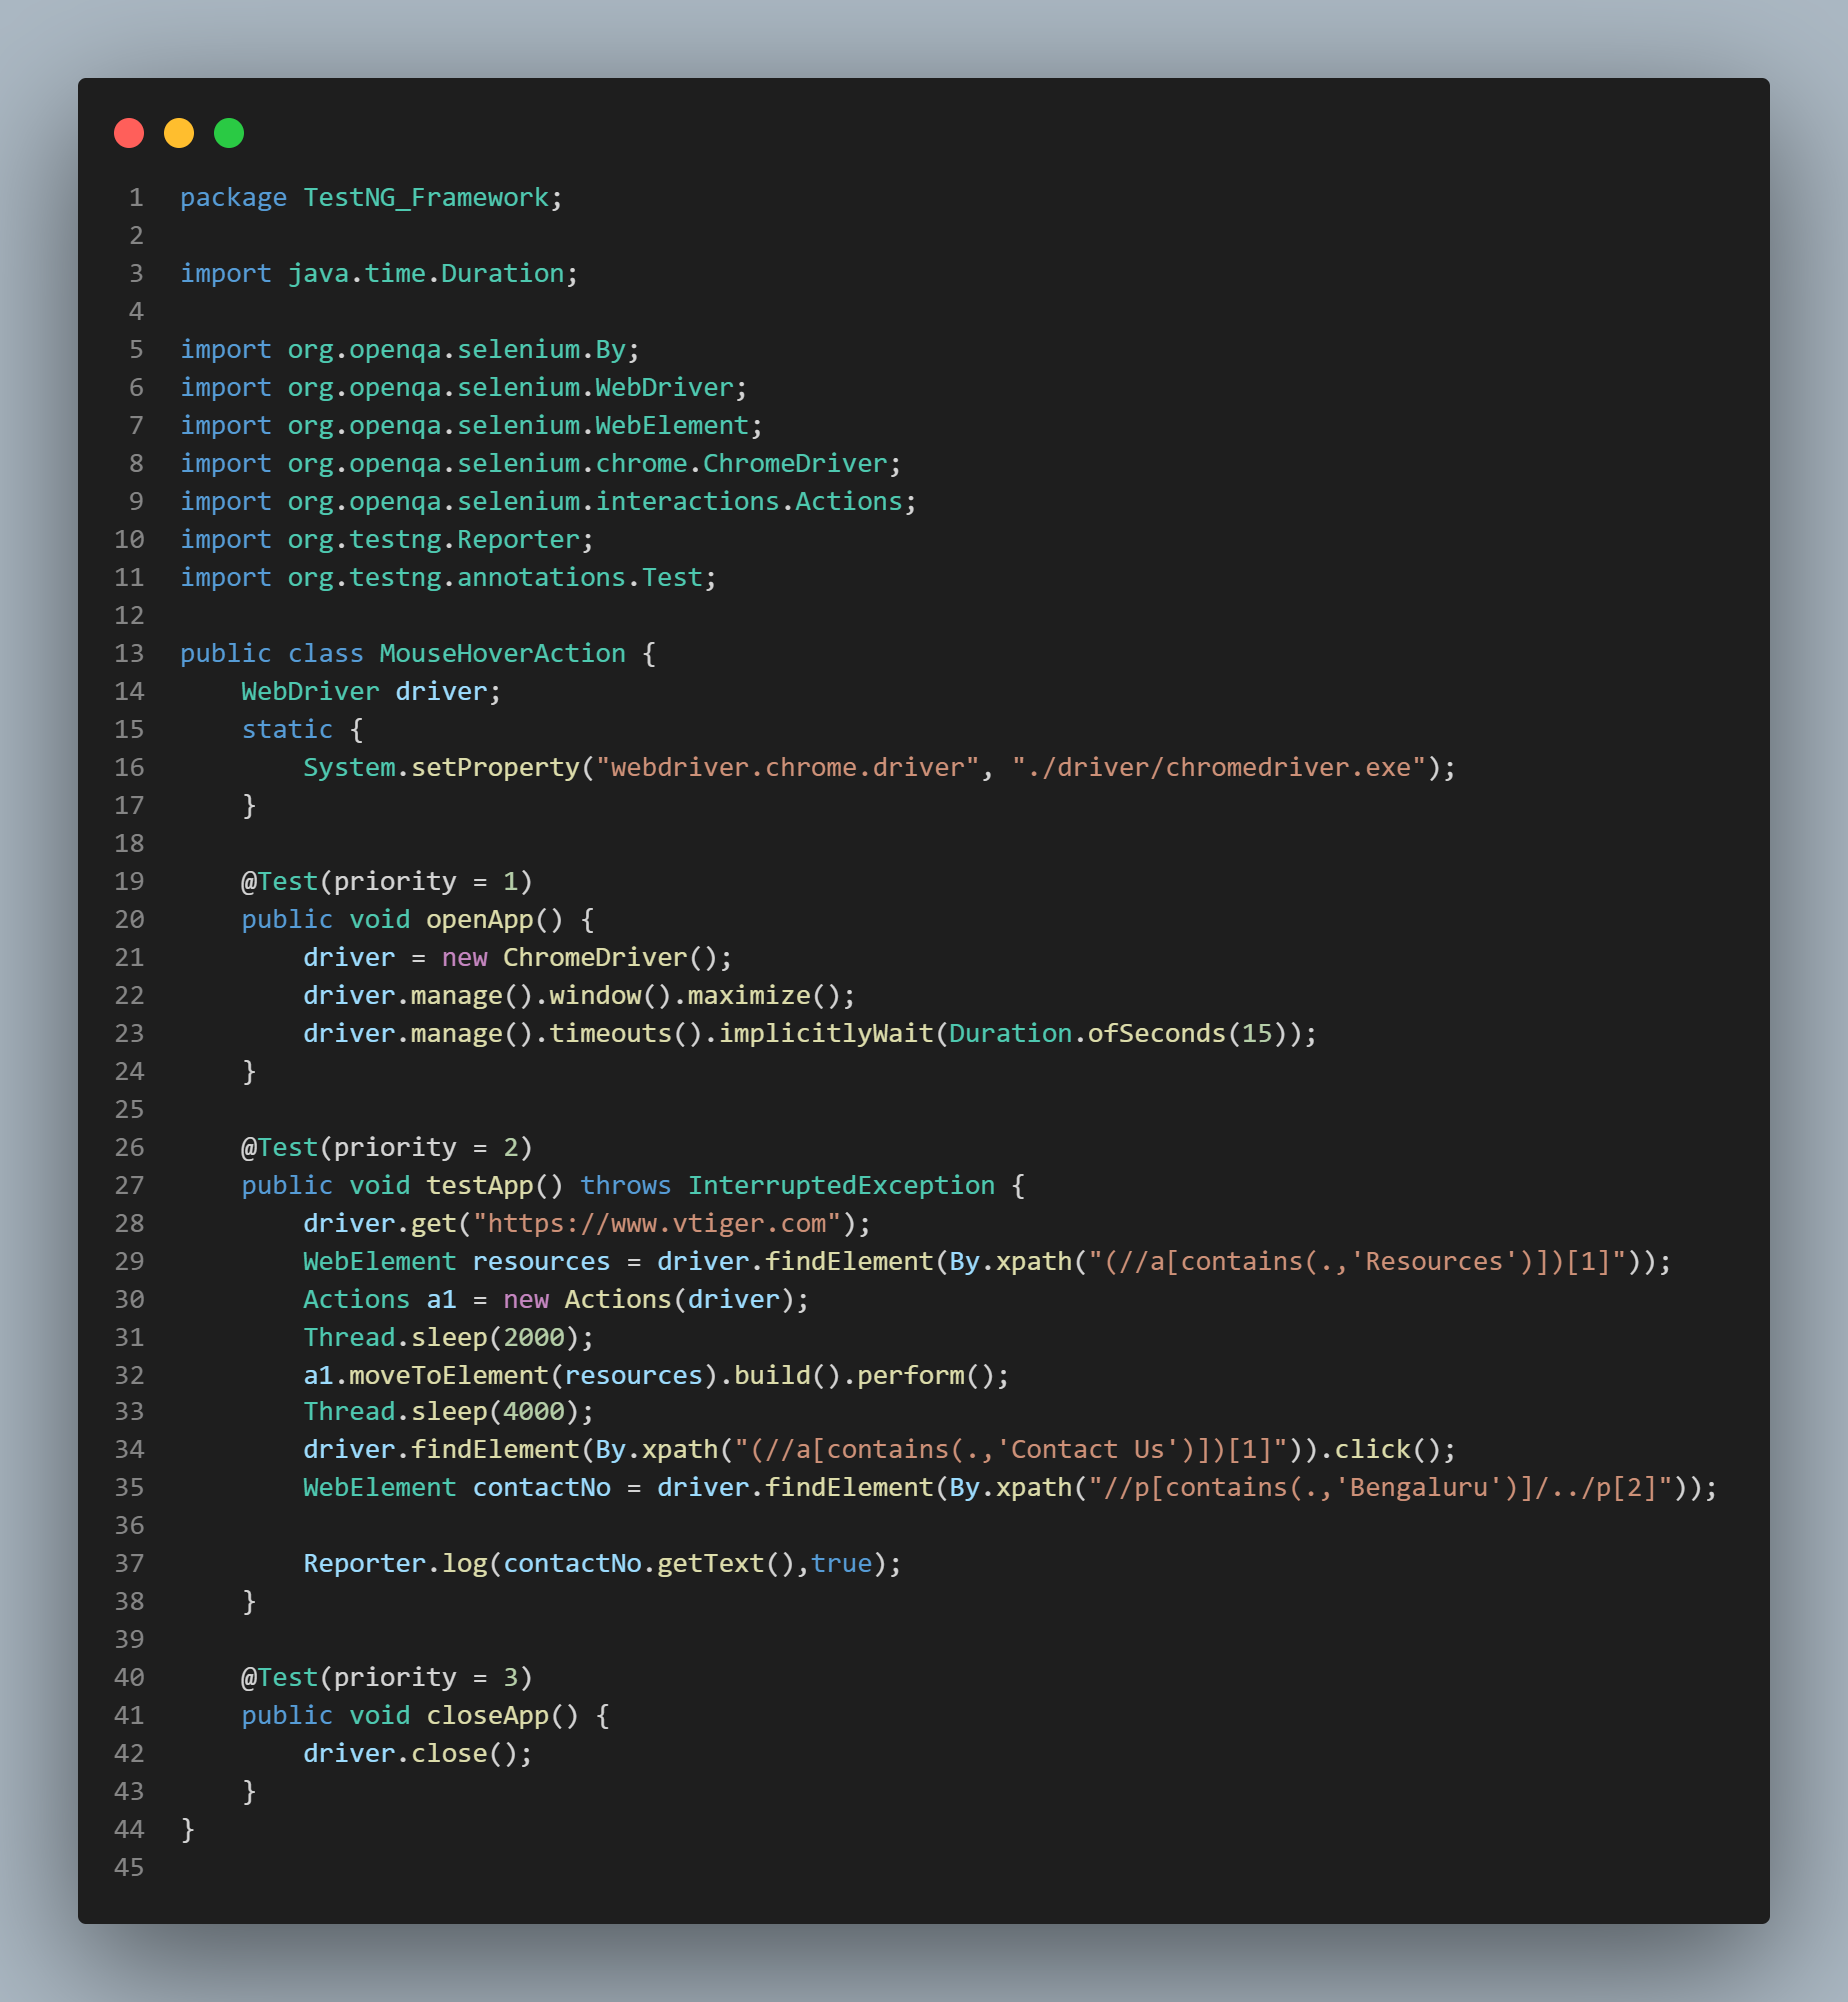 1 package TestNG_Framework;
2
3 import java.time.Duration;
4
5 import org.openqa.selenium.By;
6 import org.openqa.selenium.WebDriver;
7 import org.openqa.selenium.WebElement;
8 import org.openqa.selenium.chrome.ChromeDriver;
9 import org.openqa.selenium.interactions.Actions;
10 import org.testng.Reporter;
11 import org.testng.annotations.Test;
12
13 public class MouseHoverAction {
14     WebDriver driver;
15     static {
16         System.setProperty("webdriver.chrome.driver", "./driver/chromedriver.exe");
17     }
18
19     @Test(priority = 1)
20     public void openApp() {
21         driver = new ChromeDriver();
22         driver.manage().window().maximize();
23         driver.manage().timeouts().implicitlyWait(Duration.ofSeconds(15));
24     }
25
26     @Test(priority = 2)
27     public void testApp() throws InterruptedException {
28         driver.get("https://www.vtiger.com");
29         WebElement resources = driver.findElement(By.xpath("(//a[contains(.,'Resources')])[1]"));
30         Actions a1 = new Actions(driver);
31         Thread.sleep(2000);
32         a1.moveToElement(resources).build().perform();
33         Thread.sleep(4000);
34         driver.findElement(By.xpath("(//a[contains(.,'Contact Us')])[1]")).click();
35         WebElement contactNo = driver.findElement(By.xpath("//p[contains(.,'Bengaluru')]/../p[2]"));
36
37         Reporter.log(contactNo.getText(),true);
38     }
39
40     @Test(priority = 3)
41     public void closeApp() {
42         driver.close();
43     }
44 }
45